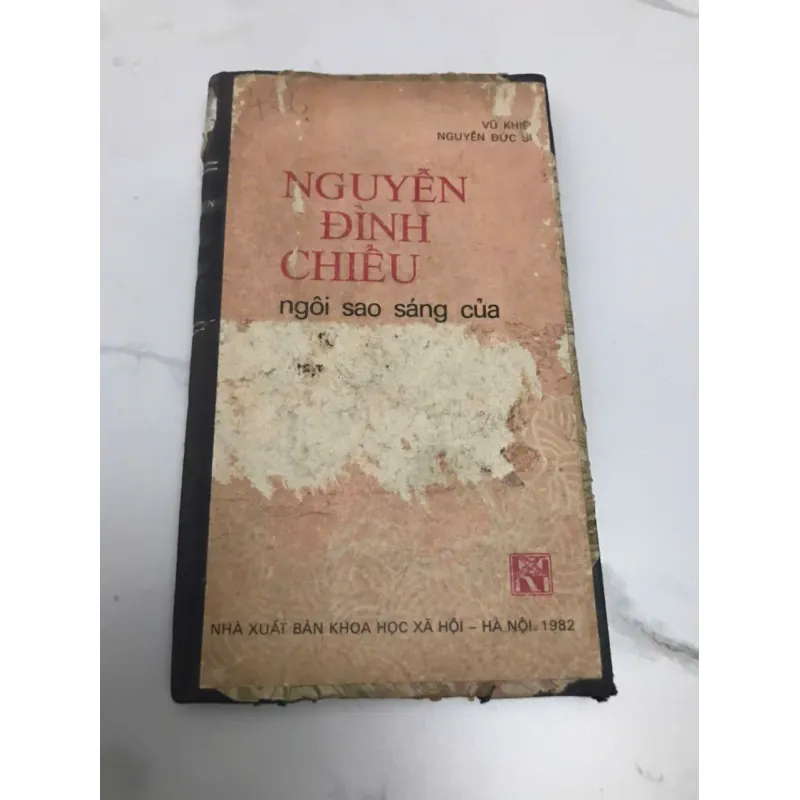 VŨ KHIÊU
NGUYỄN ĐỨC
NGUYỄN
ĐÌNH
CHIỂU
ngôi sao sáng của
NHÀ XUẤT BẢN KHOA HỌC XÃ HỘI – HÀ NỘI. 1982